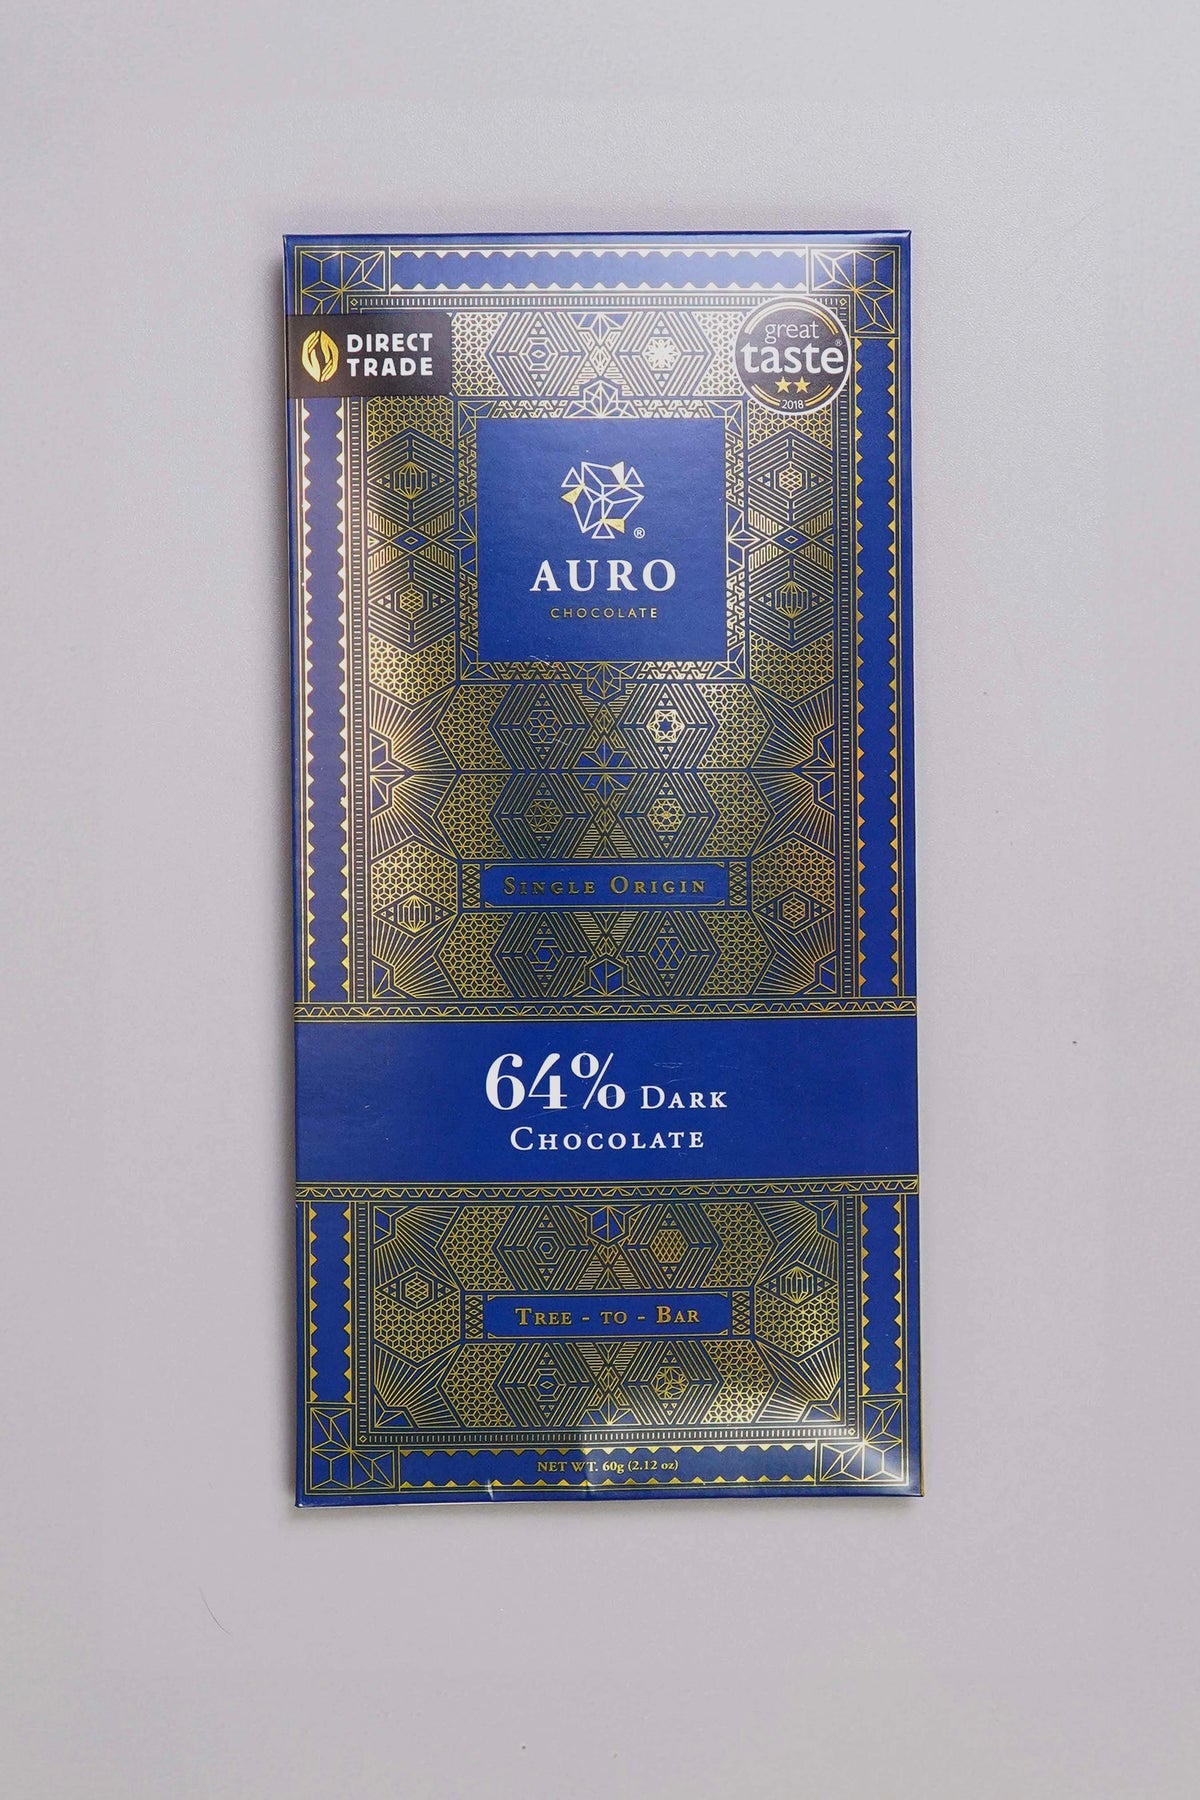 DIRECT
TRADE
great
taste®
2018
®
AURO
CHOCOLATE
SINGLE ORIGIN
64% DARK
CHOCOLATE
TREE - TO - BAR
NET WT. 60g (2.12 oz)